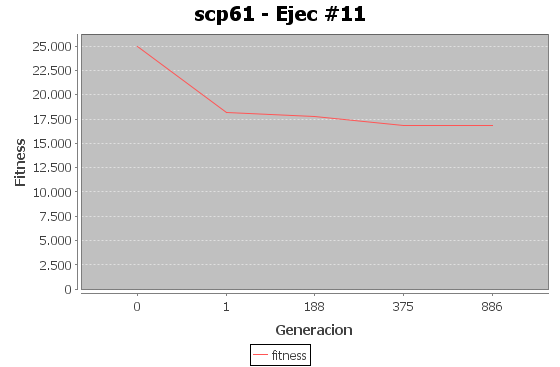 scp61 - Ejec #11
25.000
22.500
20.000
17.500
15.000
12.500
10.000
7.500
5.000
2.500
0
Fitness
0 1 188 375 886
Generacion
fitness